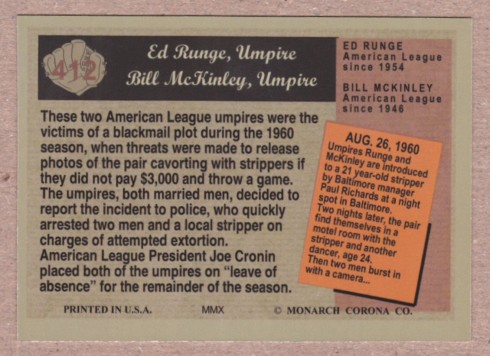 412
Ed Runge, Umpire
Bill McKinley, Umpire
ED RUNGE
American League
since 1954
BILL MCKINLEY
American League
since 1946
These two American League umpires were the
victims of a blackmail plot during the 1960
season, when threats were made to release
photos of the pair cavorting with strippers if
they did not pay $3,000 and throw a game.
The umpires, both married men, decided to
report the incident to police, who quickly
arrested two men and a local stripper on
charges of attempted extortion.
American League President Joe Cronin
placed both of the umpires on “leave of
absence” for the remainder of the season.
AUG. 26, 1960
Umpires Runge and
McKinley are introduced
to a 21 year-old stripper
by Baltimore manager
Paul Richards at a night
spot in Baltimore.
Two nights later, the pair
find themselves in a
motel room with the
stripper and another
dancer, age 24.
Then two men burst in
with a camera...
PRINTED IN U.S.A.
MMX
© MONARCH CORONA CO.